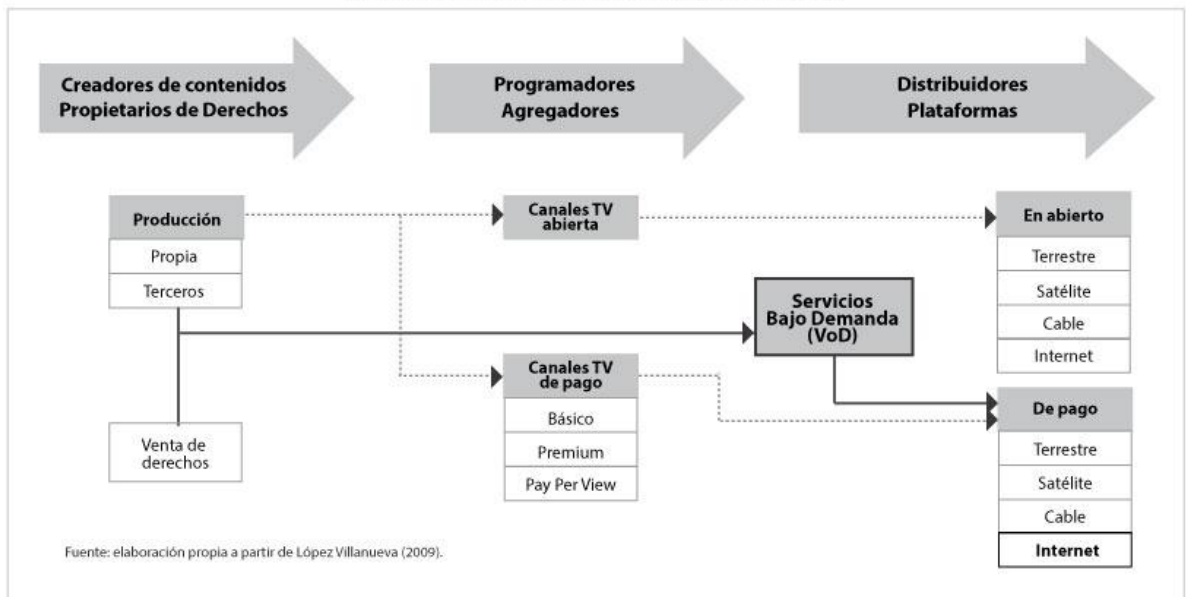 Creadores de contenidos
Propietarios de Derechos
Programadores
Agregadores
Distribuidores
Plataformas
Producción
Propia
Terceros
Venta de
derechos
Canales TV
abierta
Servicios
Bajo Demanda
(VoD)
Canales TV
de pago
Básico
Premium
Pay Per View
En abierto
Terrestre
Satélite
Cable
Internet
De pago
Terrestre
Satélite
Cable
Internet
Fuente: elaboración propia a partir de López Villanueva (2009).